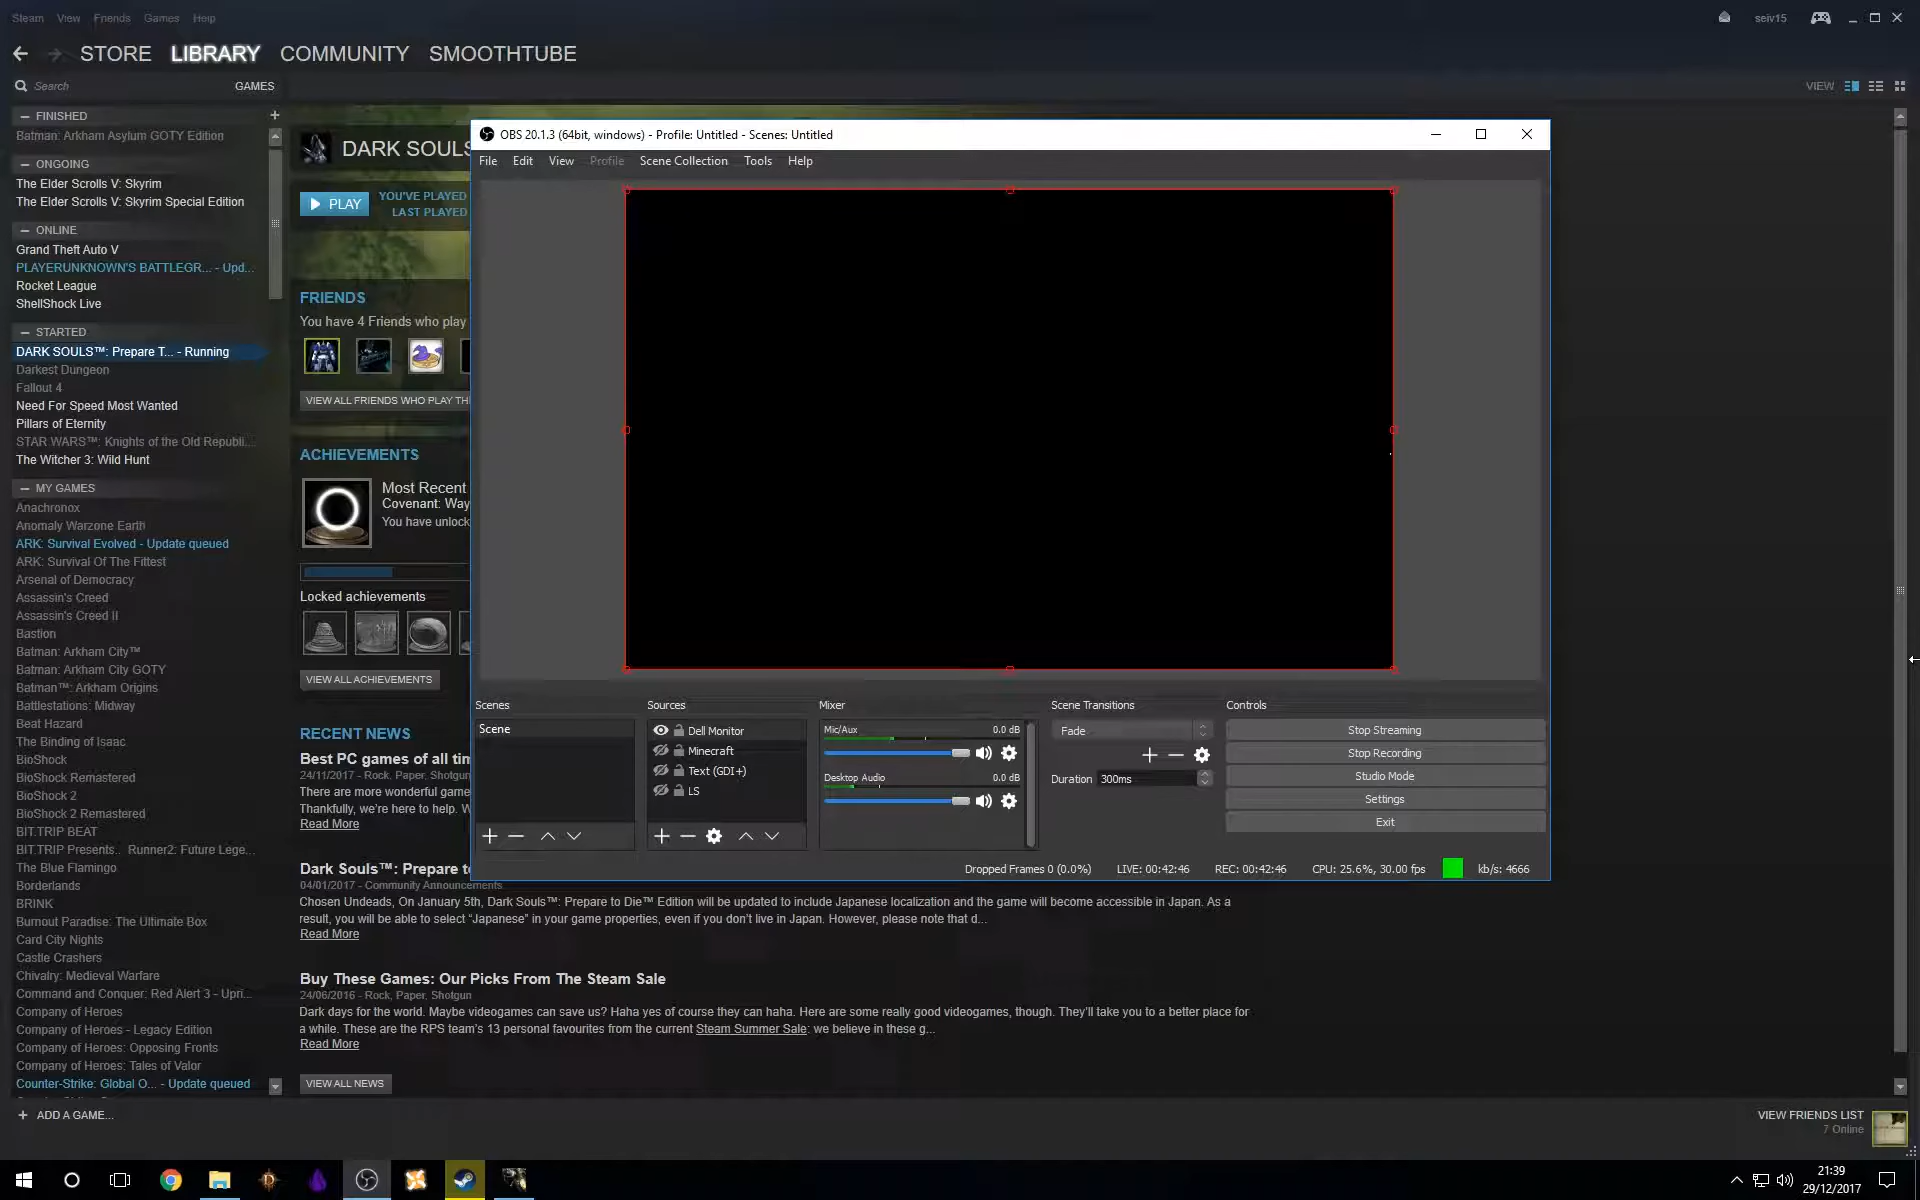 Steam View Friends Games Help
seiv15
STORE LIBRARY COMMUNITY SMOOTHTUBE
Search GAMES
VIEW
FINISHED
Batman: Arkham Asylum GOTY Edition
ONGOING
The Elder Scrolls V: Skyrim
The Elder Scrolls V: Skyrim Special Edition
ONLINE
Grand Theft Auto V
PLAYERUNKNOWN'S BATTLEGR... - Upd...
Rocket League
ShellShock Live
STARTED
DARK SOULS™: Prepare T... - Running
Darkest Dungeon
Fallout 4
Need For Speed Most Wanted
Pillars of Eternity
STAR WARS™: Knights of the Old Republi...
The Witcher 3: Wild Hunt
MY GAMES
Anachronox
Anomaly Warzone Earth
ARK: Survival Evolved - Update queued
ARK: Survival Of The Fittest
Arsenal of Democracy
Assassin's Creed
Assassin's Creed II
Bastion
Batman: Arkham City™
Batman: Arkham City GOTY
Batman™: Arkham Origins
Battlestations: Midway
Beat Hazard
The Binding of Isaac
BioShock
BioShock Remastered
BioShock 2
BioShock 2 Remastered
BIT.TRIP BEAT
BIT.TRIP Presents... Runner2: Future Lege...
The Blue Flamingo
Borderlands
BRINK
Burnout Paradise: The Ultimate Box
Card City Nights
Castle Crashers
Chivalry: Medieval Warfare
Command and Conquer: Red Alert 3 - Upri...
Company of Heroes
Company of Heroes - Legacy Edition
Company of Heroes: Opposing Fronts
Company of Heroes: Tales of Valor
Counter-Strike: Global O... - Update queued
ADD A GAME...
DARK SOULS
PLAY
YOU'VE PLAYED
LAST PLAYED
FRIENDS
You have 4 Friends who play
VIEW ALL FRIENDS WHO PLAY TH
ACHIEVEMENTS
Most Recent
Covenant: Way
You have unlock
Locked achievements
VIEW ALL ACHIEVEMENTS
RECENT NEWS
Best PC games of all tim
24/11/2017 - Rock, Paper, Shotgun
There are more wonderful game
Thankfully, we're here to help. W
Read More
Dark Souls™: Prepare to
04/01/2017 - Community Announcements
Chosen Undeads, On January 5th, Dark Souls™: Prepare to Die™ Edition will be updated to include Japanese localization and the game will become accessible in Japan. As a
result, you will be able to select "Japanese" in your game properties, even if you don't live in Japan. However, please note that d...
Read More
Buy These Games: Our Picks From The Steam Sale
24/06/2016 - Rock, Paper, Shotgun
Dark days for the world. Maybe videogames can save us? Haha yes of course they can haha. Here are some really good videogames, though. They'll take you to a better place for
a while. These are the RPS team's 13 personal favourites from the current Steam Summer Sale: we believe in these g...
Read More
VIEW ALL NEWS
OBS 20.1.3 (64bit, windows) - Profile: Untitled - Scenes: Untitled
File Edit View Profile Scene Collection Tools Help
Scenes
Scene
Sources
Dell Monitor
Minecraft
Text (GDI+)
LS
Mixer
Mic/Aux 0.0 dB
Desktop Audio 0.0 dB
Scene Transitions
Fade
Duration 300ms
Controls
Stop Streaming
Stop Recording
Studio Mode
Settings
Exit
Dropped Frames 0 (0.0%) LIVE: 00:42:46 REC: 00:42:46 CPU: 25.6%, 30.00 fps kb/s: 4666
VIEW FRIENDS LIST
7 Online
21:39
29/12/2017